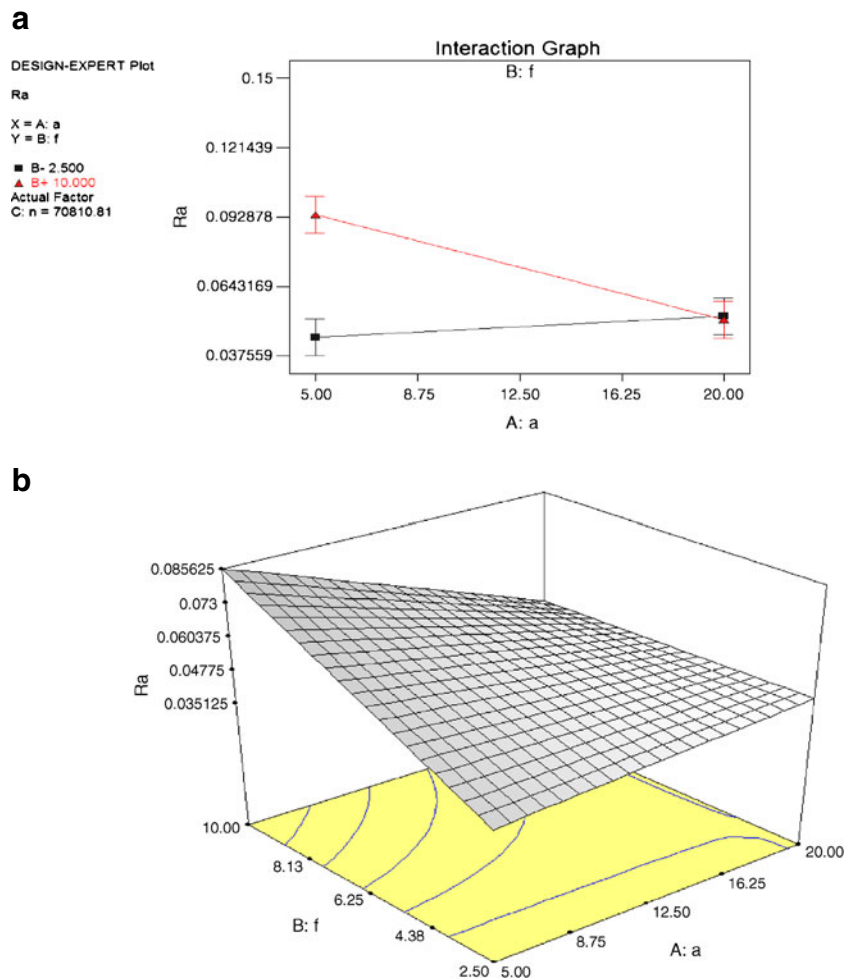 a
DESIGN-EXPERT Plot
Ra
X = A: a
Y = B: f
B- 2.500
B+ 10.000
Actual Factor
C: n = 70810.81
Interaction Graph
B: f
0.15
0.121439
0.092878
0.0643169
0.037559
Ra
5.00 8.75 12.50 16.25 20.00
A: a
b
0.085625
0.073
0.060375
0.04775
0.035125
Ra
10.00
8.13
6.25
4.38
2.50
B: f
5.00
8.75
12.50
16.25
20.00
A: a